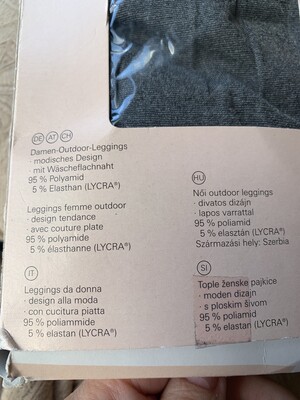 DE AT CH
Damen-Outdoor-Leggings
· modisches Design
· mit Wäscheflachnaht
95 % Polyamid
5 % Elasthan (LYCRA®)
Leggings femme outdoor
· design tendance
· avec couture plate
95 % polyamide
5 % élasthanne (LYCRA®)
IT
Leggings da donna
· design alla moda
· con cucitura piatta
95 % poliammide
5 % elastan (LYCRA®)
HU
Női outdoor leggings
· divatos dizájn
· lapos varrattal
95 % poliamid
5 % elasztán (LYCRA®)
Származási hely: Szerbia
SI
Tople ženske pajkice
· moden dizajn
· s ploskim šivom
95 % poliamid
5 % elastan (LYCRA®)